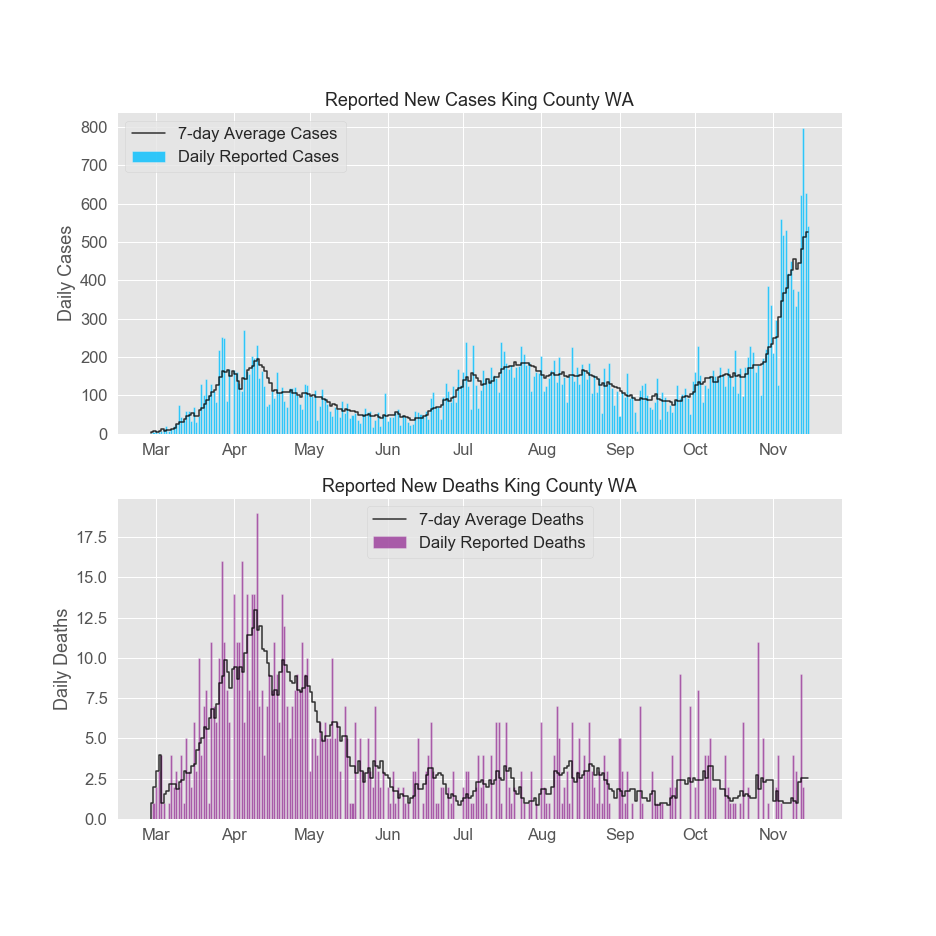 Reported New Cases King County WA
7-day Average Cases
Daily Reported Cases
Daily Cases
800
700
600
500
400
300
200
100
0
Mar Apr May Jun Jul Aug Sep Oct Nov
Reported New Deaths King County WA
7-day Average Deaths
Daily Reported Deaths
Daily Deaths
17.5
15.0
12.5
10.0
7.5
5.0
2.5
0.0
Mar Apr May Jun Jul Aug Sep Oct Nov